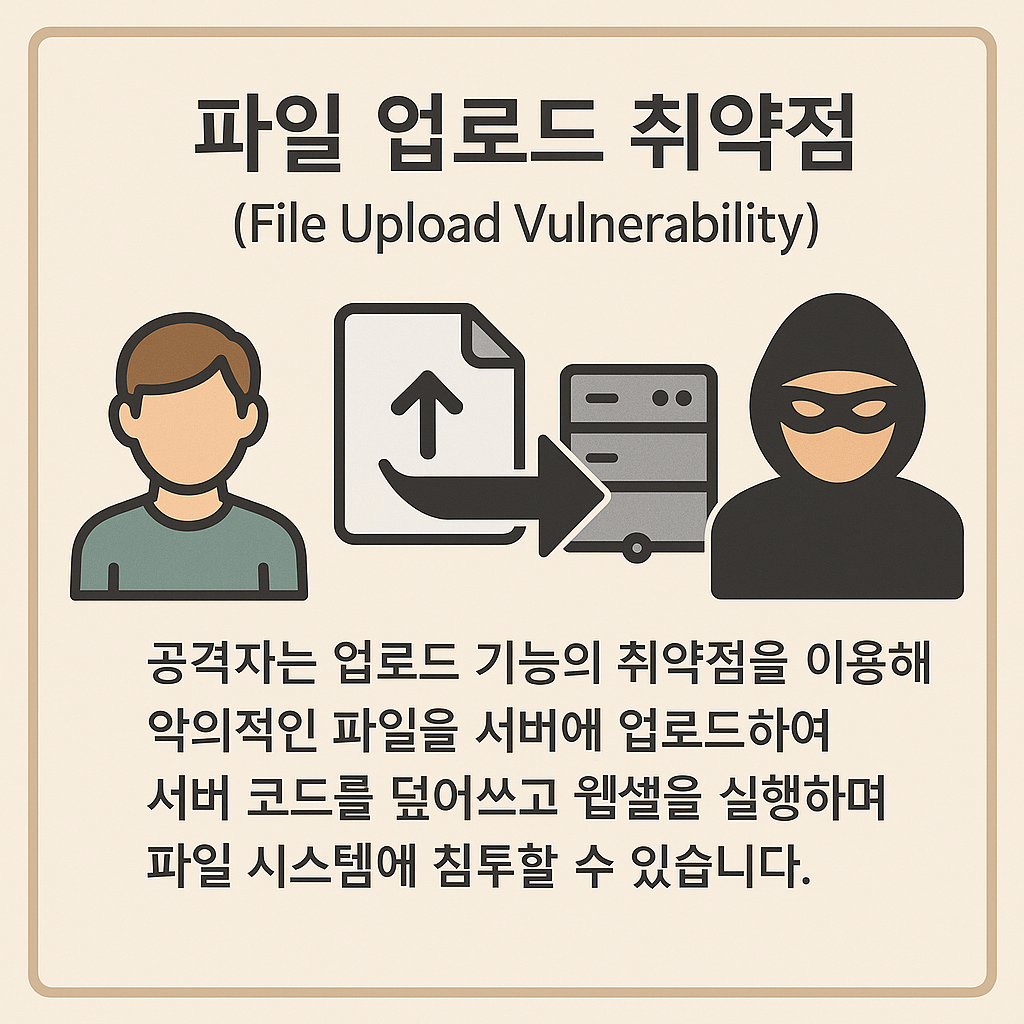 파일 업로드 취약점
(File Upload Vulnerability)
공격자는 업로드 기능의 취약점을 이용해
악의적인 파일을 서버애 업로드하여
서버 코드를 덮어쓰고 웹샐을 실행하며
파일 시스템애 침투할 수 있습니다.